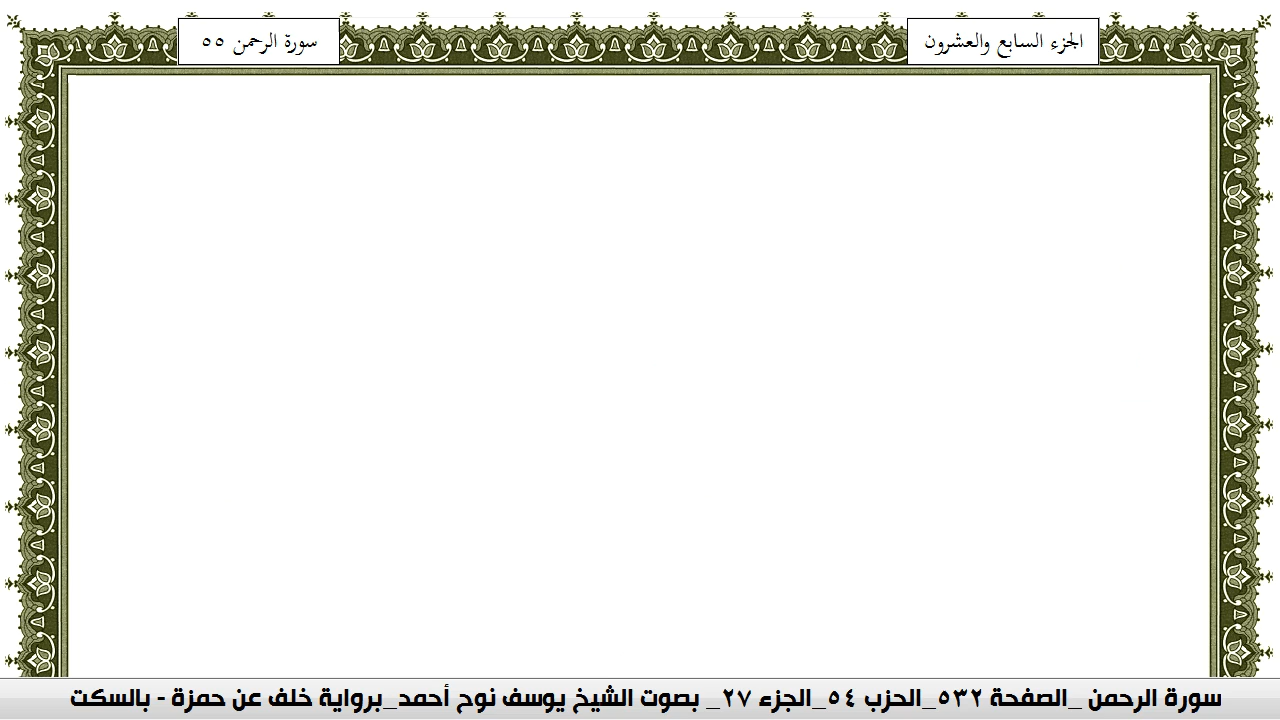 الجزء السابع والعشرون
سورة الرحمن ٥٥
سورة الرحمن _الصفحة ٥٣٢_الحزب ٥٤_الجزء ٢٧_ بصوت الشيخ يوسف نوح أحمد_برواية خلف عن حمزة - بالسكت